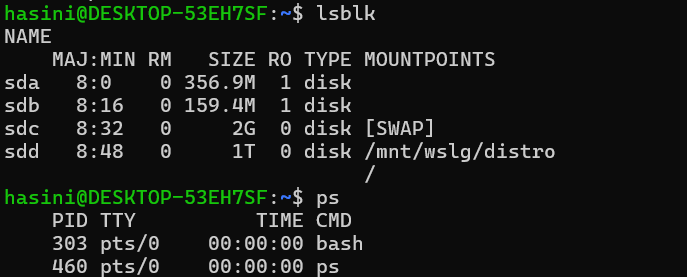 hasini@DESKTOP-53EH7SF:~$ lsblk
NAME
    MAJ:MIN RM   SIZE RO TYPE MOUNTPOINTS
sda   8:0    0 356.9M  1 disk
sdb   8:16   0 159.4M  1 disk
sdc   8:32   0     2G  0 disk [SWAP]
sdd   8:48   0     1T  0 disk /mnt/wslg/distro
                              /
hasini@DESKTOP-53EH7SF:~$ ps
    PID TTY          TIME CMD
    303 pts/0    00:00:00 bash
    460 pts/0    00:00:00 ps